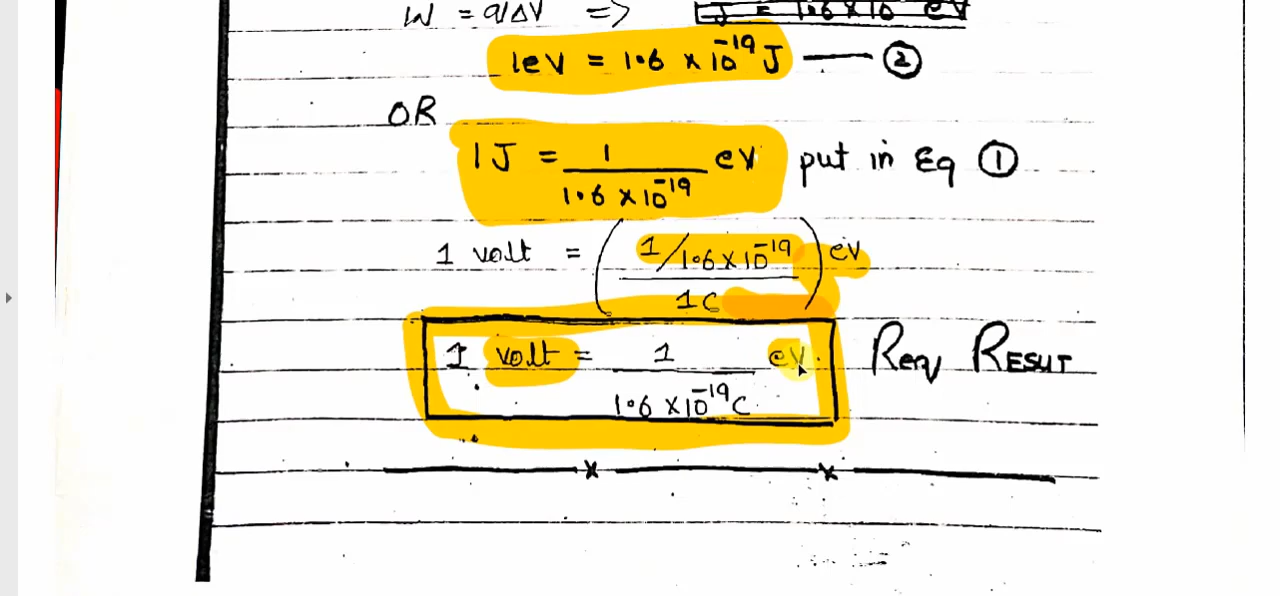 W = qΔV =>
1eV = 1.6 × 10⁻¹⁹ J — ②
OR
1J = 1 / 1.6 × 10⁻¹⁹ eV put in Eq ①
1 volt = ( 1/1.6 × 10⁻¹⁹ / 1C ) eV
1 volt = 1 / 1.6 × 10⁻¹⁹ C eV. Req RESULT